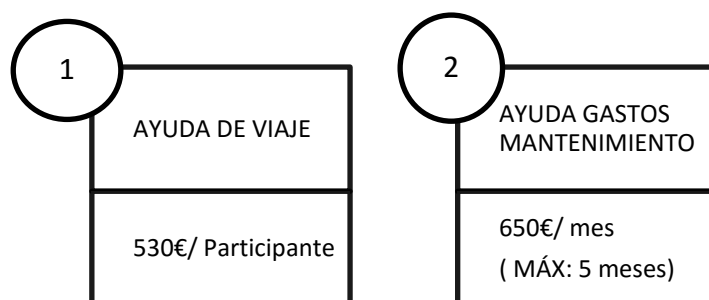 1
AYUDA DE VIAJE
530€/ Participante
2
AYUDA GASTOS
MANTENIMIENTO
650€/ mes
( MÁX: 5 meses)